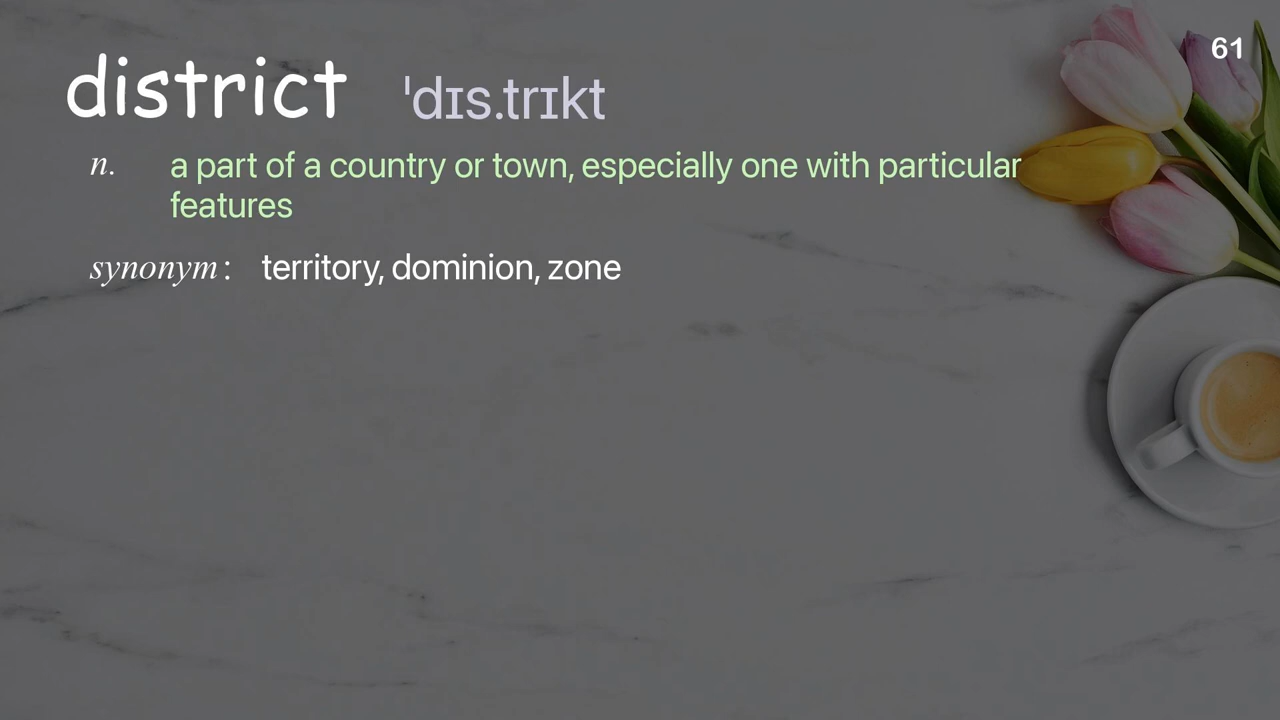 61
district ˈdɪs.trɪkt
n. a part of a country or town, especially one with particular
features
synonym: territory, dominion, zone